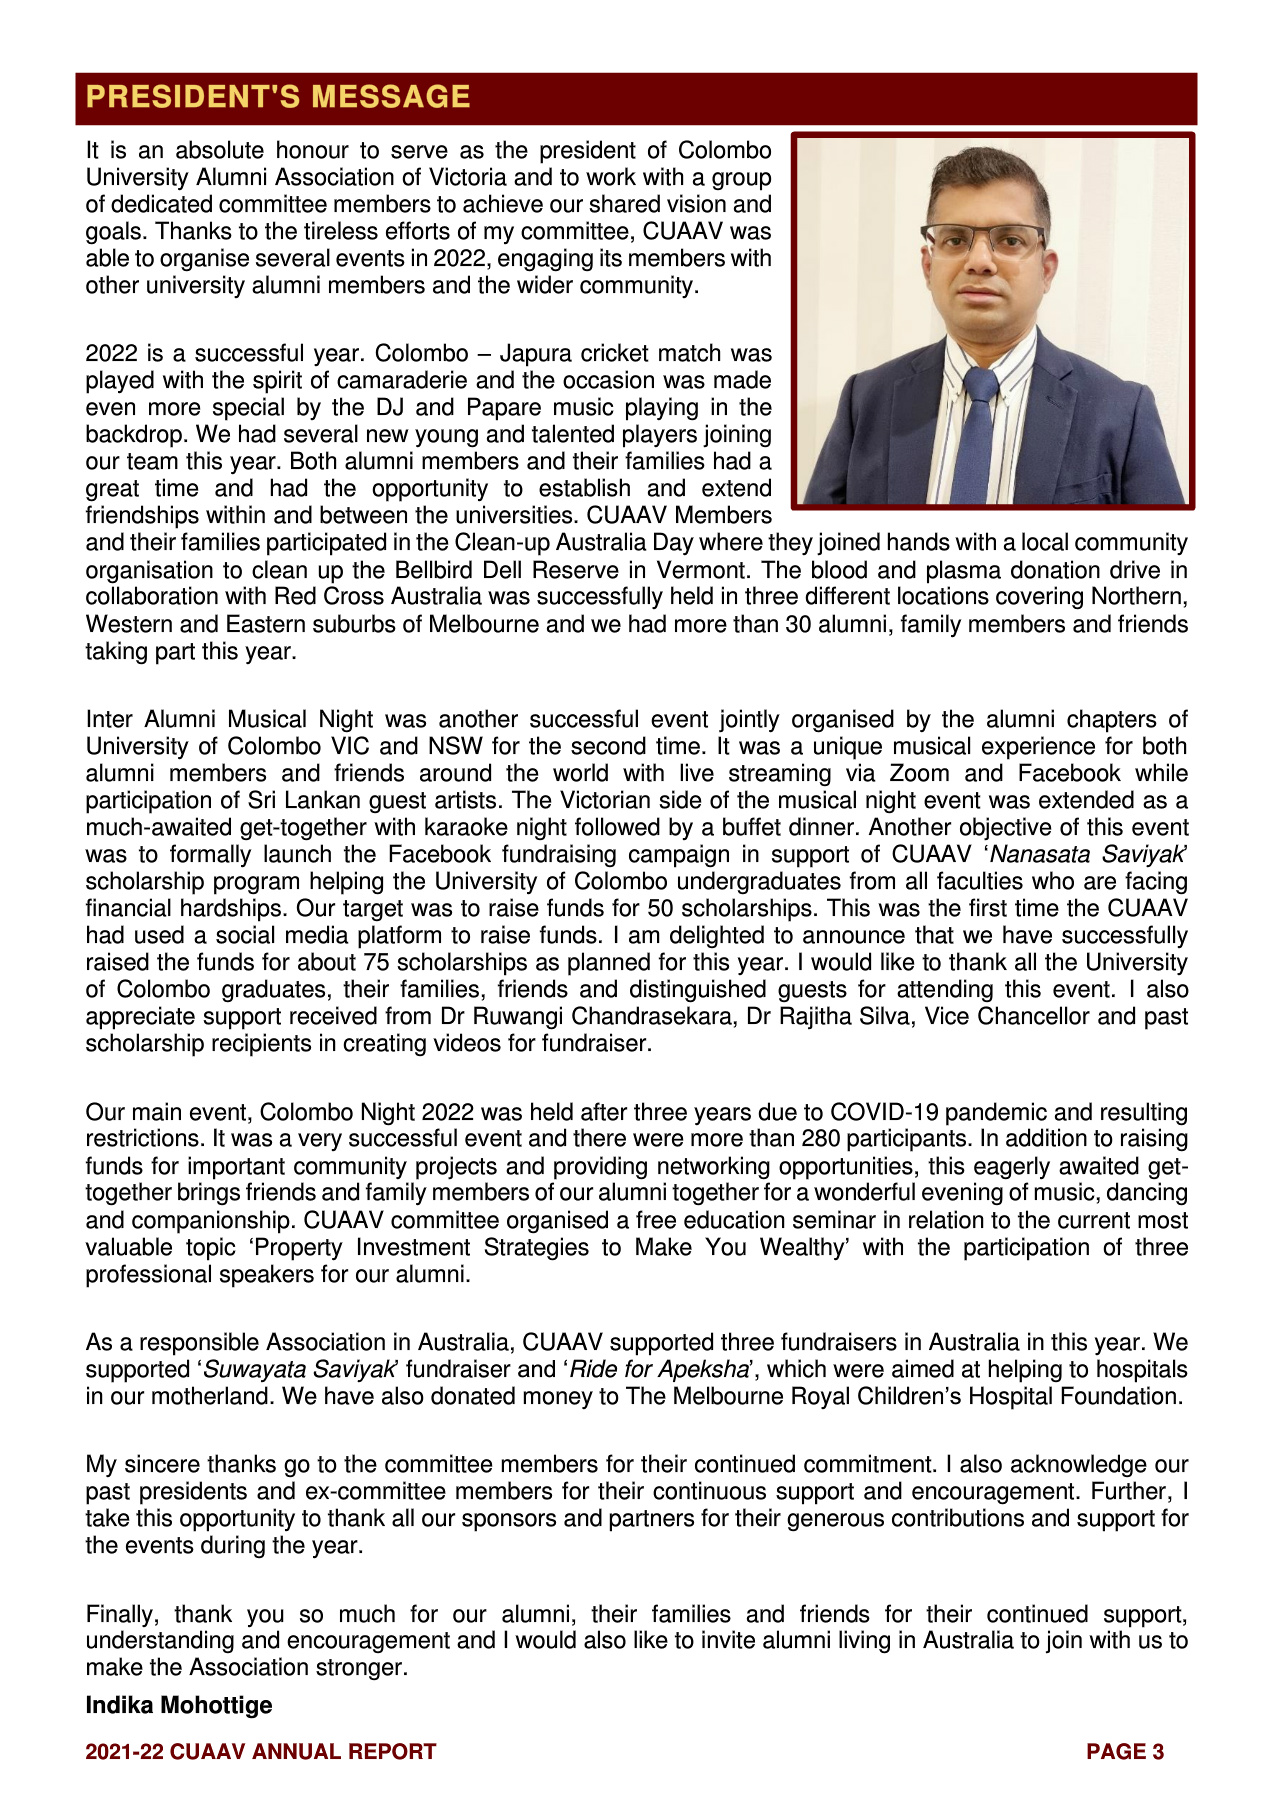 PRESIDENT'S MESSAGE
It is an absolute honour to serve as the president of Colombo
University Alumni Association of Victoria and to work with a group
of dedicated committee members to achieve our shared vision and
goals. Thanks to the tireless efforts of my committee, CUAAV was
able to organise several events in 2022, engaging its members with
other university alumni members and the wider community.
2022 is a successful year. Colombo – Japura cricket match was
played with the spirit of camaraderie and the occasion was made
even more special by the DJ and Papare music playing in the
backdrop. We had several new young and talented players joining
our team this year. Both alumni members and their families had a
great time and had the opportunity to establish and extend
friendships within and between the universities. CUAAV Members
and their families participated in the Clean-up Australia Day where they joined hands with a local community
organisation to clean up the Bellbird Dell Reserve in Vermont. The blood and plasma donation drive in
collaboration with Red Cross Australia was successfully held in three different locations covering Northern,
Western and Eastern suburbs of Melbourne and we had more than 30 alumni, family members and friends
taking part this year.
Inter Alumni Musical Night was another successful event jointly organised by the alumni chapters of
University of Colombo VIC and NSW for the second time. It was a unique musical experience for both
alumni members and friends around the world with live streaming via Zoom and Facebook while
participation of Sri Lankan guest artists. The Victorian side of the musical night event was extended as a
much-awaited get-together with karaoke night followed by a buffet dinner. Another objective of this event
was to formally launch the Facebook fundraising campaign in support of CUAAV ‘Nanasata Saviyak’
scholarship program helping the University of Colombo undergraduates from all faculties who are facing
financial hardships. Our target was to raise funds for 50 scholarships. This was the first time the CUAAV
had used a social media platform to raise funds. I am delighted to announce that we have successfully
raised the funds for about 75 scholarships as planned for this year. I would like to thank all the University
of Colombo graduates, their families, friends and distinguished guests for attending this event. I also
appreciate support received from Dr Ruwangi Chandrasekara, Dr Rajitha Silva, Vice Chancellor and past
scholarship recipients in creating videos for fundraiser.
Our main event, Colombo Night 2022 was held after three years due to COVID-19 pandemic and resulting
restrictions. It was a very successful event and there were more than 280 participants. In addition to raising
funds for important community projects and providing networking opportunities, this eagerly awaited get-
together brings friends and family members of our alumni together for a wonderful evening of music, dancing
and companionship. CUAAV committee organised a free education seminar in relation to the current most
valuable topic ‘Property Investment Strategies to Make You Wealthy’ with the participation of three
professional speakers for our alumni.
As a responsible Association in Australia, CUAAV supported three fundraisers in Australia in this year. We
supported ‘Suwayata Saviyak’ fundraiser and ‘Ride for Apeksha’, which were aimed at helping to hospitals
in our motherland. We have also donated money to The Melbourne Royal Children’s Hospital Foundation.
My sincere thanks go to the committee members for their continued commitment. I also acknowledge our
past presidents and ex-committee members for their continuous support and encouragement. Further, I
take this opportunity to thank all our sponsors and partners for their generous contributions and support for
the events during the year.
Finally, thank you so much for our alumni, their families and friends for their continued support,
understanding and encouragement and I would also like to invite alumni living in Australia to join with us to
make the Association stronger.
Indika Mohottige
2021-22 CUAAV ANNUAL REPORT PAGE 3